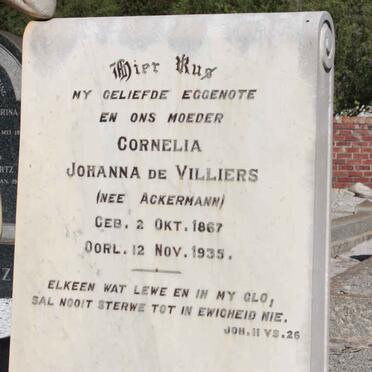 Hier Rus
MY GELIEFDE EGGENOTE
EN ONS MOEDER
CORNELIA
JOHANNA DE VILLIERS
(NEE ACKERMANN)
GEB. 2 OKT. 1867
OORL. 12 NOV. 1935.
ELKEEN WAT LEWE EN IN MY GLO,
SAL NOOIT STERWE TOT IN EWIGHEID NIE.
JOH. 11 VS. 26